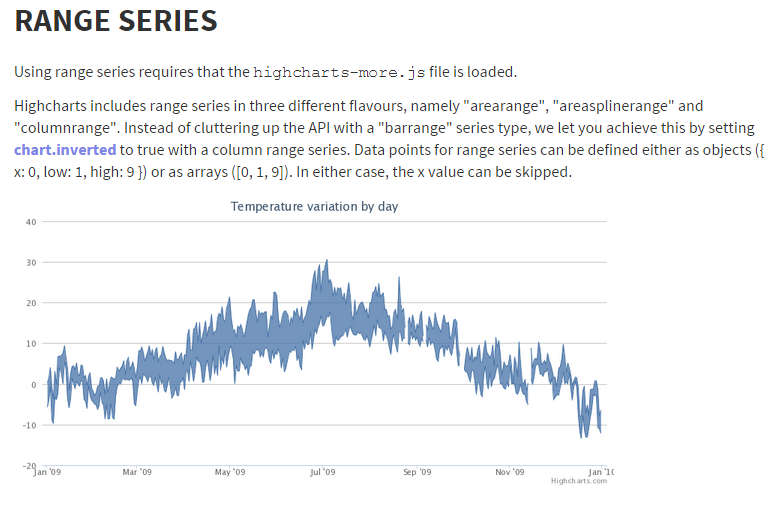 RANGE SERIES
Using range series requires that the highcharts-more.js file is loaded.
Highcharts includes range series in three different flavours, namely "arearange", "areasplinerange" and
"columnrange". Instead of cluttering up the API with a "barrange" series type, we let you achieve this by setting
chart.inverted to true with a column range series. Data points for range series can be defined either as objects ({
x: 0, low: 1, high: 9 }) or as arrays ([0, 1, 9]). In either case, the x value can be skipped.
Temperature variation by day
40
30
20
10
0
-10
-20
Jan '09 Mar '09 May '09 Jul '09 Sep '09 Nov '09 Jan '1
Highcharts.com